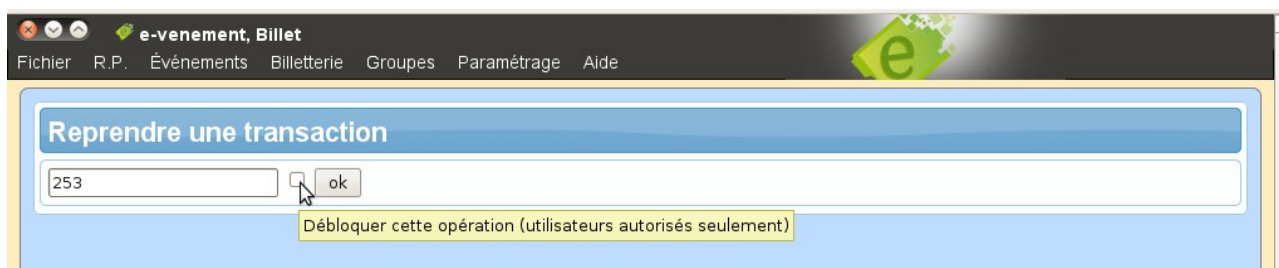 e-venement, Billet
Fichier R.P. Événements Billetterie Groupes Paramétrage Aide
e
Reprendre une transaction
253 ok
Débloquer cette opération (utilisateurs autorisés seulement)